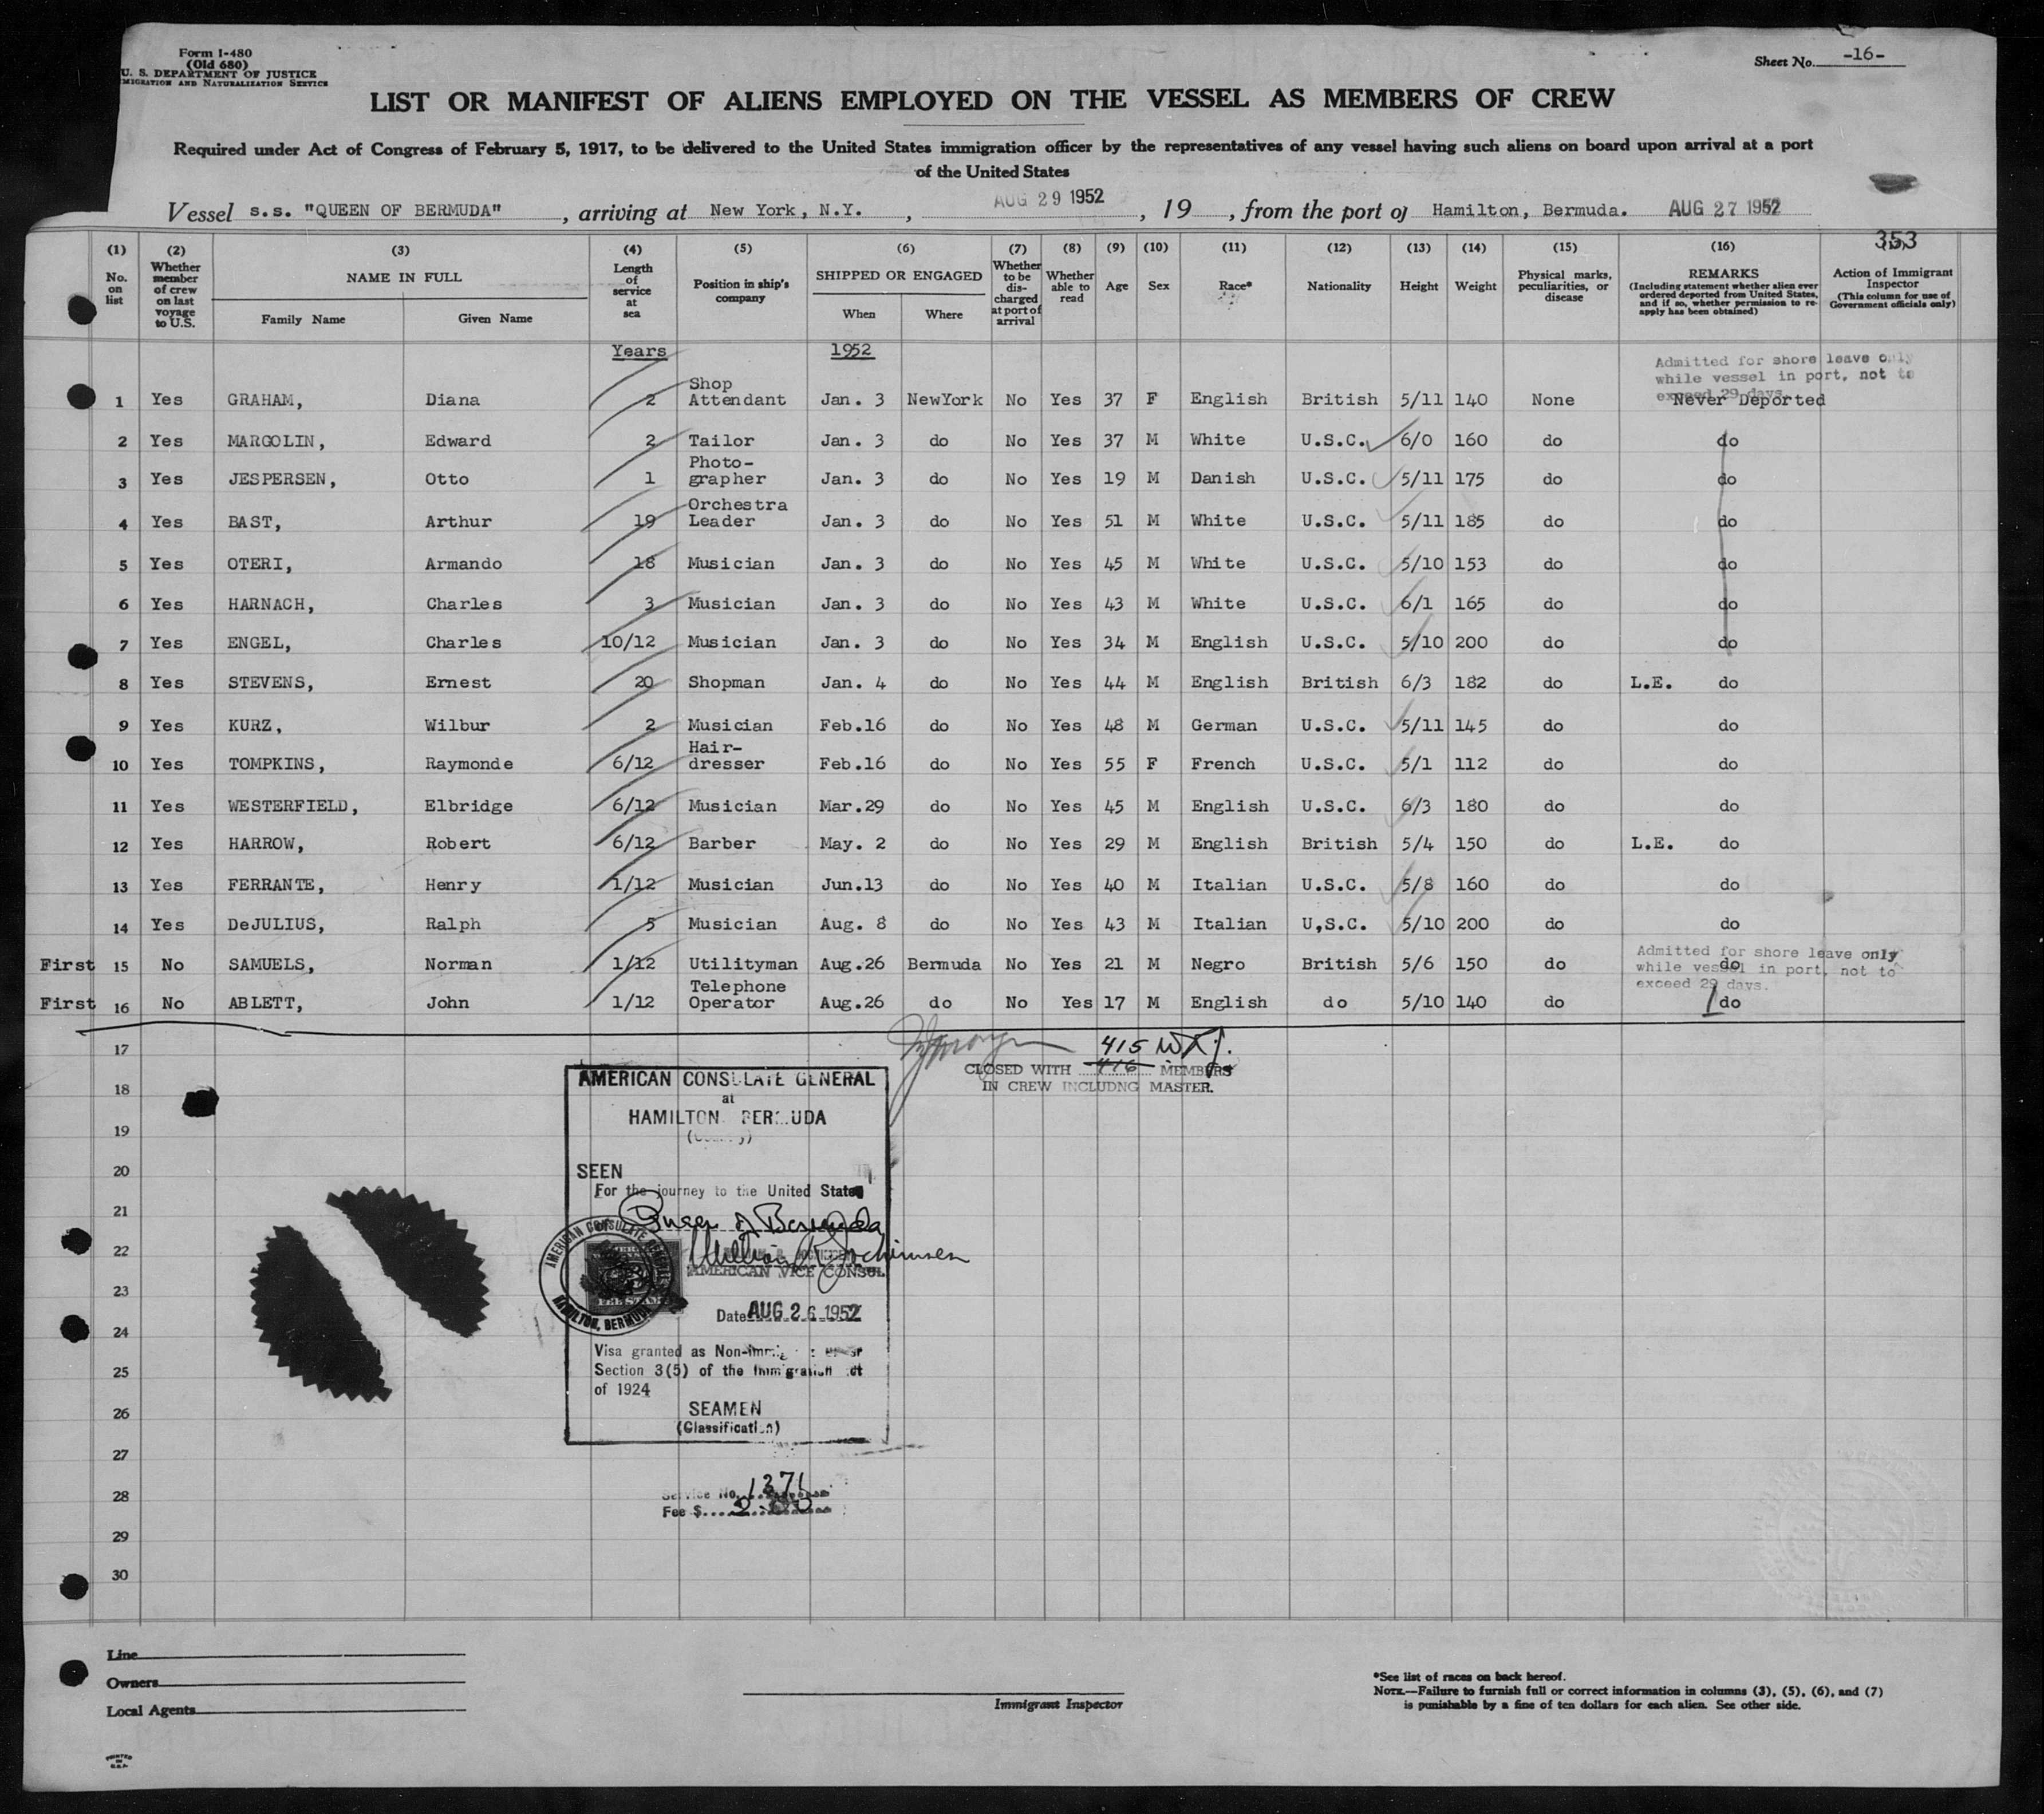 Form I-480
(Old 680)
U. S. DEPARTMENT OF JUSTICE
MIGRATION AND NATURALIZATION SERVICE
Sheet No. -16-
LIST OR MANIFEST OF ALIENS EMPLOYED ON THE VESSEL AS MEMBERS OF CREW
Required under Act of Congress of February 5, 1917, to be delivered to the United States immigration officer by the representatives of any vessel having such aliens on board upon arrival at a port
of the United States
Vessel s.s. "QUEEN OF BERMUDA", arriving at New York, N.Y., AUG 29 1952, 19, from the port of Hamilton, Bermuda. AUG 27 1952
353
(1) No. on list
(2) Whether member of crew on last voyage to U.S.
(3) NAME IN FULL
Family Name Given Name
(4) Length of service at sea
(5) Position in ship's company
(6) SHIPPED OR ENGAGED
When Where
(7) Whether to be discharged at port of arrival
(8) Whether able to read
(9) Age
(10) Sex
(11) Race*
(12) Nationality
(13) Height
(14) Weight
(15) Physical marks, peculiarities, or disease
(16) REMARKS
(Including statement whether alien ever ordered deported from United States, and if so, whether permission to re-apply has been obtained)
Action of Immigrant Inspector
(This column for use of Government officials only)
Years 1952
Admitted for shore leave only
while vessel in port, not to
exceed 29 days.
1 Yes GRAHAM, Diana 2 Shop Attendant Jan. 3 NewYork No Yes 37 F English British 5/11 140 None Never Deported
2 Yes MARGOLIN, Edward 2 Tailor Jan. 3 do No Yes 37 M White U.S.C. 6/0 160 do do
3 Yes JESPERSEN, Otto 1 Photo-grapher Jan. 3 do No Yes 19 M Danish U.S.C. 5/11 175 do do
4 Yes BAST, Arthur 19 Orchestra Leader Jan. 3 do No Yes 51 M White U.S.C. 5/11 185 do do
5 Yes OTERI, Armando 18 Musician Jan. 3 do No Yes 45 M White U.S.C. 5/10 153 do do
6 Yes HARNACH, Charles 3 Musician Jan. 3 do No Yes 43 M White U.S.C. 6/1 165 do do
7 Yes ENGEL, Charles 10/12 Musician Jan. 3 do No Yes 34 M English U.S.C. 5/10 200 do do
8 Yes STEVENS, Ernest 20 Shopman Jan. 4 do No Yes 44 M English British 6/3 182 do L.E. do
9 Yes KURZ, Wilbur 2 Musician Feb.16 do No Yes 48 M German U.S.C. 5/11 145 do do
10 Yes TOMPKINS, Raymonde 6/12 Hair-dresser Feb.16 do No Yes 55 F French U.S.C. 5/1 112 do do
11 Yes WESTERFIELD, Elbridge 6/12 Musician Mar.29 do No Yes 45 M English U.S.C. 6/3 180 do do
12 Yes HARROW, Robert 6/12 Barber May. 2 do No Yes 29 M English British 5/4 150 do L.E. do
13 Yes FERRANTE, Henry 1/12 Musician Jun.13 do No Yes 40 M Italian U.S.C. 5/8 160 do do
14 Yes DeJULIUS, Ralph 5 Musician Aug. 8 do No Yes 43 M Italian U,S.C. 5/10 200 do do
Admitted for shore leave only
while vessel in port, not to
exceed 29 days.
First 15 No SAMUELS, Norman 1/12 Utilityman Aug.26 Bermuda No Yes 21 M Negro British 5/6 150 do do
First 16 No ABLETT, John 1/12 Telephone Operator Aug.26 do No Yes 17 M English do 5/10 140 do do
17
415
CLOSED WITH 416 MEMBERS
IN CREW INCLUDNG MASTER.
18
19
20
21
22
23
24
25
26
27
28
29
30
AMERICAN CONSULATE GENERAL
at
HAMILTON BERMUDA
SEEN
For the journey to the United States
Queen of Bermuda
AMERICAN VICE CONSUL
AMERICAN CONSULATE GENERAL
HAMILTON, BERMUDA
Date AUG 26 1952
Visa granted as Non-
Section 3(5) of the Immigration
of 1924
SEAMEN
(Classification)
Service No. 1371
Fee $
Line
Owners
Local Agents
Immigrant Inspector
*See list of races on back hereof.
NOTE.—Failure to furnish full or correct information in columns (3), (5), (6), and (7)
is punishable by a fine of ten dollars for each alien. See other side.
PRINTED
IN
U.S.A.